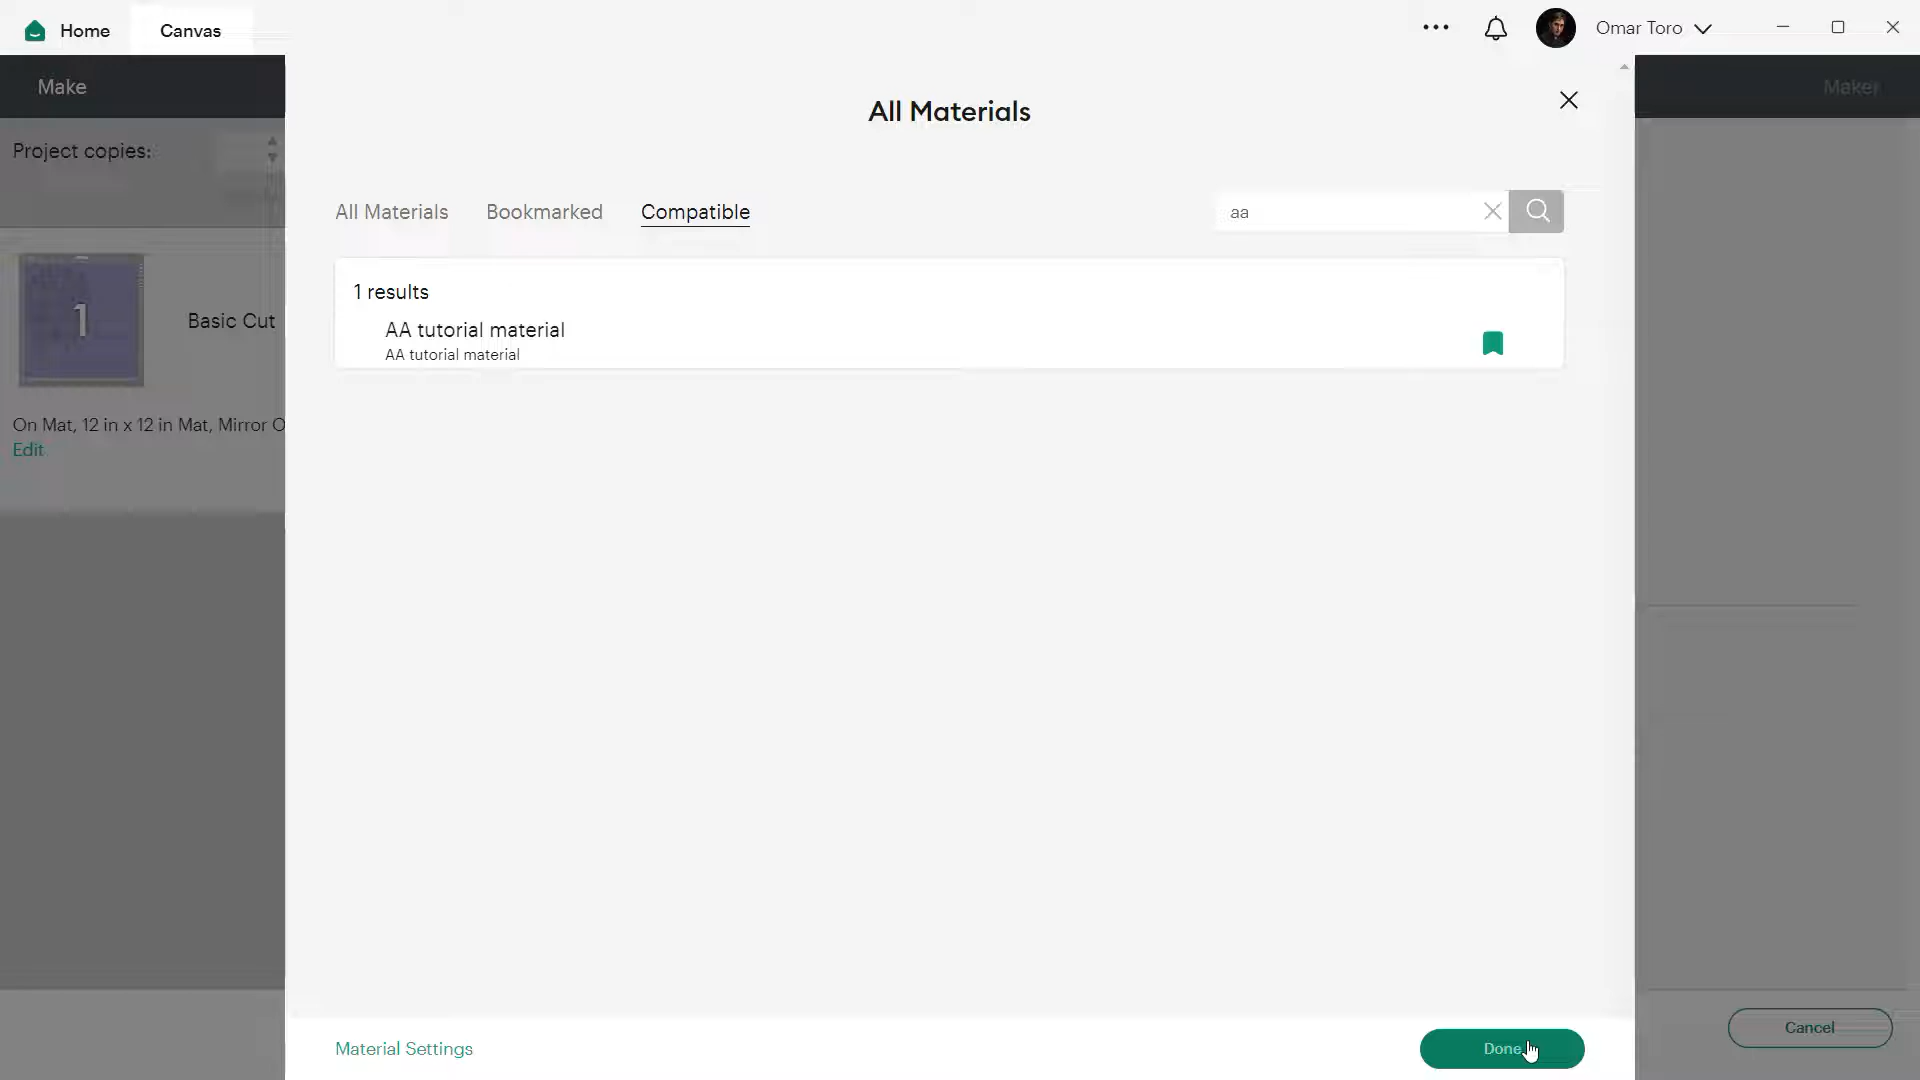 Home
Canvas
Omar Toro
Make
Maker
All Materials
Project copies:
All Materials
Bookmarked
Compatible
aa
1 results
AA tutorial material
AA tutorial material
1
Basic Cut
On Mat, 12 in x 12 in Mat, Mirror O
Edit
Material Settings
Done
Cancel